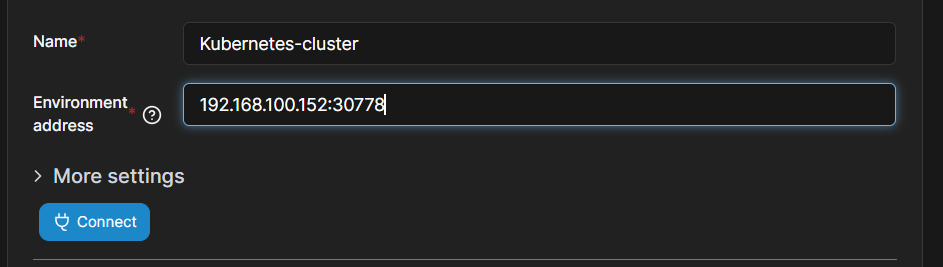 Name*
Kubernetes-cluster
Environment
address*
?
192.168.100.152:30778
More settings
Connect